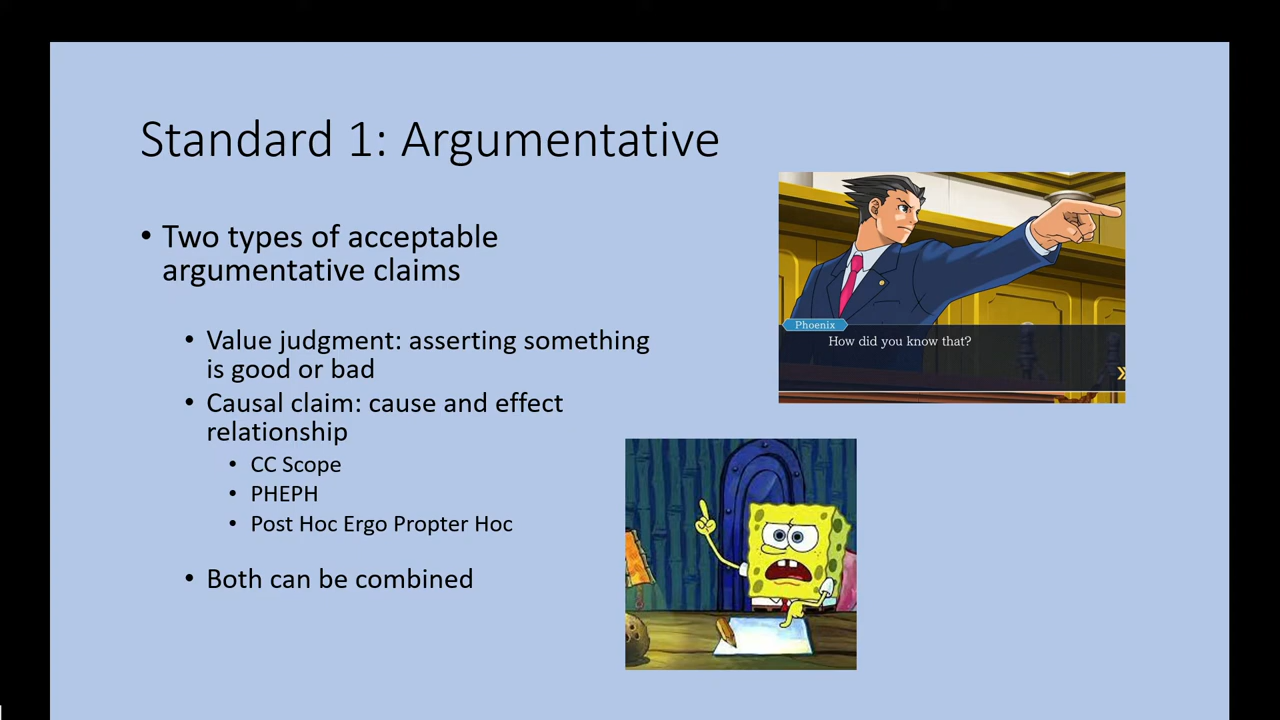 Standard 1: Argumentative
• Two types of acceptable
argumentative claims
• Value judgment: asserting something
is good or bad
• Causal claim: cause and effect
relationship
• CC Scope
• PHEPH
• Post Hoc Ergo Propter Hoc
• Both can be combined
Phoenix
How did you know that?